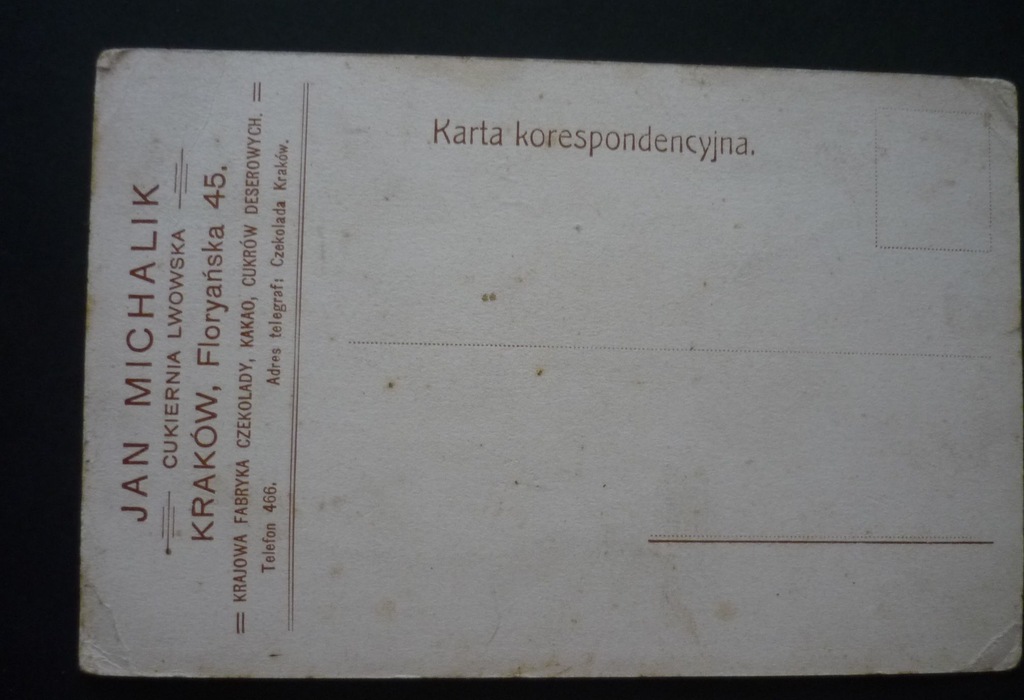 JAN MICHALIK
CUKIERNIA LWOWSKA
KRAKÓW, Floryańska 45.
KRAJOWA FABRYKA CZEKOLADY, KAKAO, CUKRÓW DESEROWYCH.
Telefon 466. Adres telegraf: Czekolada Kraków.
Karta korespondencyjna.